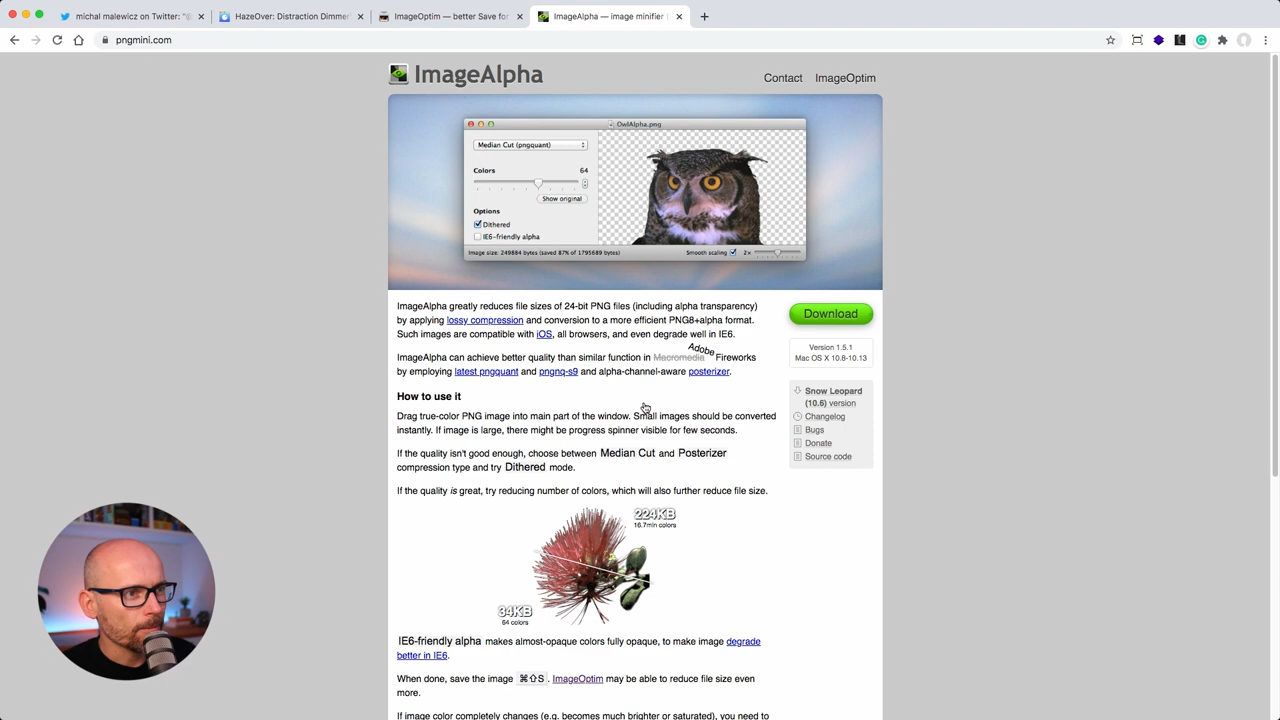 michal malewicz on Twitter: "@
HazeOver: Distraction Dimmer
ImageOptim — better Save for
ImageAlpha — image minifier (
pngmini.com
ImageAlpha
Contact
ImageOptim
OwlAlpha.png
Median Cut (pngquant)
Colors
64
Show original
Options
Dithered
IE6-friendly alpha
Image size: 249884 bytes (saved 87% of 1795689 bytes)
Smooth scaling
2×
ImageAlpha greatly reduces file sizes of 24-bit PNG files (including alpha transparency)
by applying lossy compression and conversion to a more efficient PNG8+alpha format.
Such images are compatible with iOS, all browsers, and even degrade well in IE6.
Adobe
ImageAlpha can achieve better quality than similar function in Macromedia Fireworks
by employing latest pngquant and pngnq-s9 and alpha-channel-aware posterizer.
Download
Version 1.5.1
Mac OS X 10.8-10.13
Snow Leopard
(10.6) version
Changelog
Bugs
Donate
Source code
How to use it
Drag true-color PNG image into main part of the window. Small images should be converted
instantly. If image is large, there might be progress spinner visible for few seconds.
If the quality isn't good enough, choose between Median Cut and Posterizer
compression type and try Dithered mode.
If the quality is great, try reducing number of colors, which will also further reduce file size.
224KB
16.7mln colors
34KB
64 colors
IE6-friendly alpha makes almost-opaque colors fully opaque, to make image degrade
better in IE6.
When done, save the image ⌘⇧S. ImageOptim may be able to reduce file size even
more.
If image color completely changes (e.g. becomes much brighter or saturated), you need to